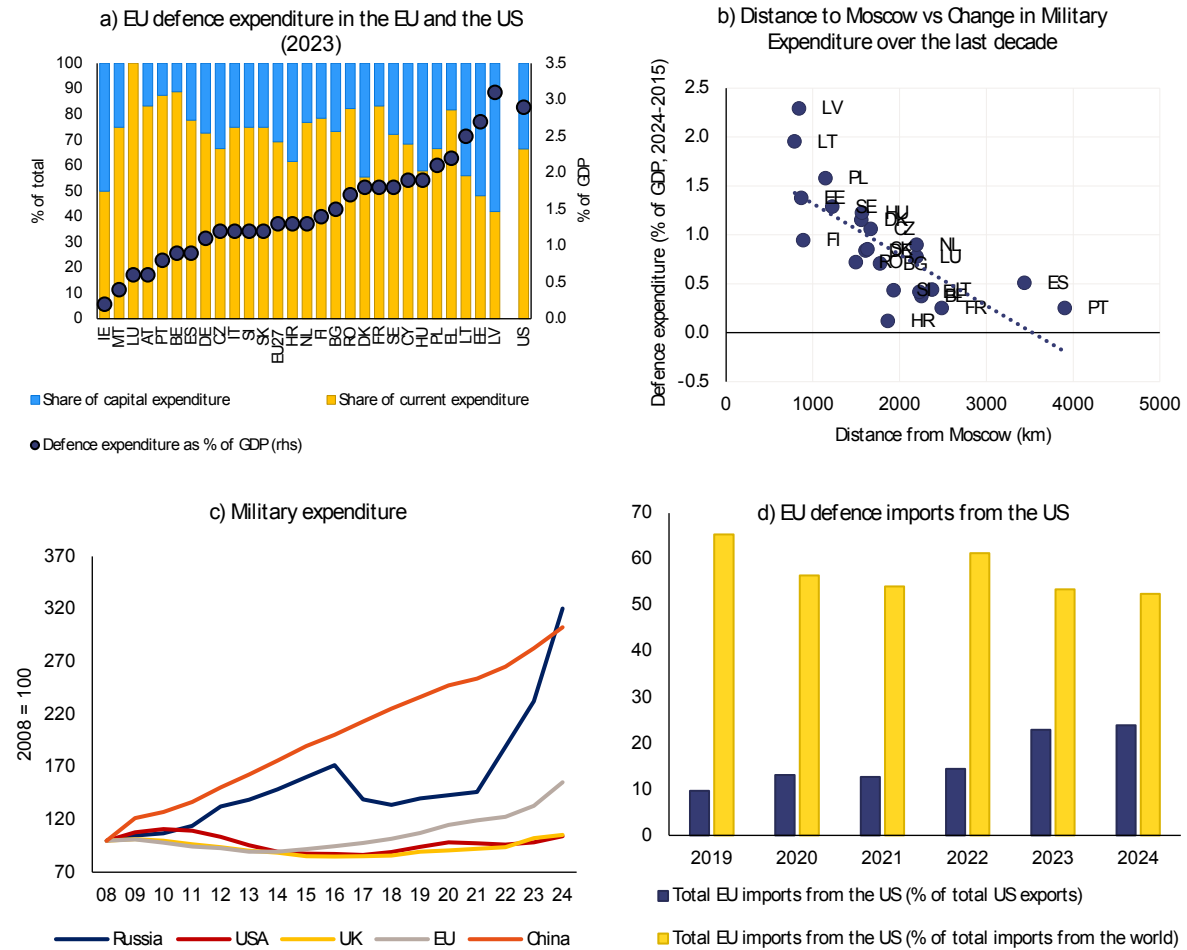 a) EU defence expenditure in the EU and the US
(2023)
100
90
80
70
60
50
40
30
20
10
0
% of total
3.5
3.0
2.5
2.0
1.5
1.0
0.5
0.0
% of GDP
IE
MT
LU
AT
PT
BE
ES
DE
CZ
IT
SI
SK
EU27
HR
NL
FI
BG
RO
DK
FR
SE
CY
HU
PL
EL
LT
EE
LV
US
Share of capital expenditure
Share of current expenditure
Defence expenditure as % of GDP (rhs)
b) Distance to Moscow vs Change in Military
Expenditure over the last decade
Defence expenditure (% of GDP, 2024-2015)
2.5
2.0
1.5
1.0
0.5
0.0
-0.5
LV
LT
PL
EE
SE
HU
DK
CZ
FI
NL
SK
LU
RO
BG
SI
IT
BE
FR
HR
ES
PT
0
1000
2000
3000
4000
5000
Distance from Moscow (km)
c) Military expenditure
2008 = 100
370
320
270
220
170
120
70
08 09 10 11 12 13 14 15 16 17 18 19 20 21 22 23 24
Russia
USA
UK
EU
China
d) EU defence imports from the US
70
60
50
40
30
20
10
0
2019 2020 2021 2022 2023 2024
Total EU imports from the US (% of total US exports)
Total EU imports from the US (% of total imports from the world)